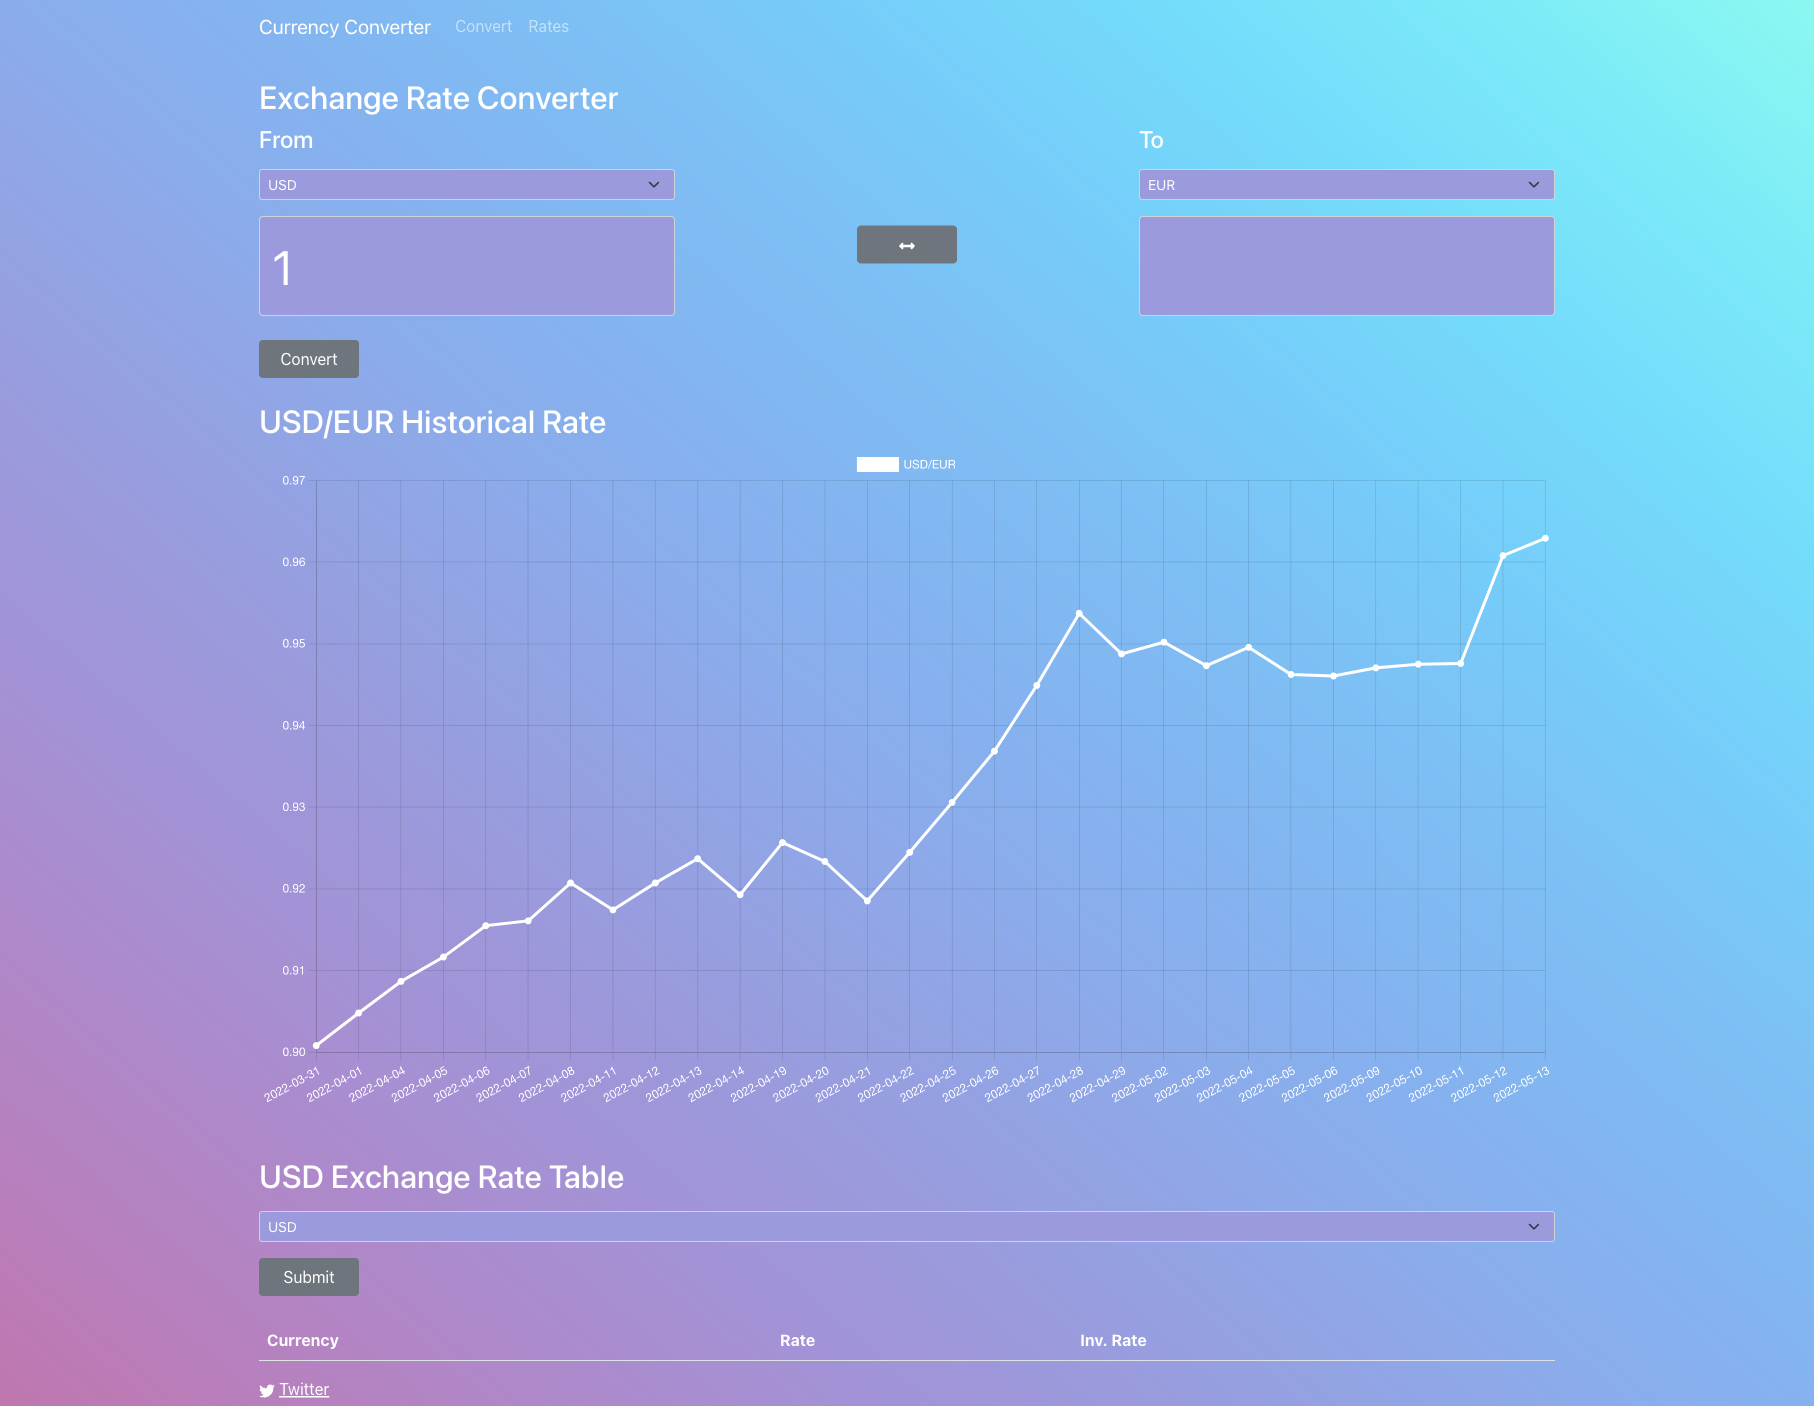 Currency Converter Convert Rates
Exchange Rate Converter
From To
USD EUR
1
Convert
USD/EUR Historical Rate
USD/EUR
0.97
0.96
0.95
0.94
0.93
0.92
0.91
0.90
2022-03-31 2022-04-01 2022-04-04 2022-04-05 2022-04-06 2022-04-07 2022-04-08 2022-04-11 2022-04-12 2022-04-13 2022-04-14 2022-04-19 2022-04-20 2022-04-21 2022-04-22 2022-04-25 2022-04-26 2022-04-27 2022-04-28 2022-04-29 2022-05-02 2022-05-03 2022-05-04 2022-05-05 2022-05-06 2022-05-09 2022-05-10 2022-05-11 2022-05-12 2022-05-13
USD Exchange Rate Table
USD
Submit
Currency Rate Inv. Rate
Twitter